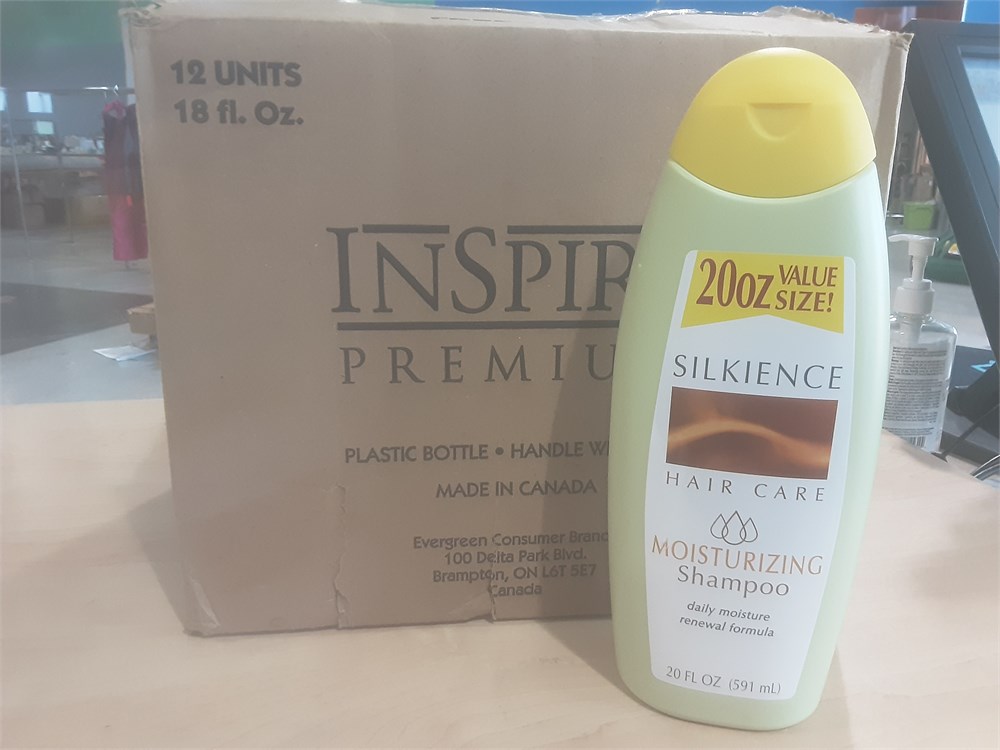 12 UNITS
18 fl. Oz.
INSPIR
PREMIU
PLASTIC BOTTLE • HANDLE W
MADE IN CANADA
Evergreen Consumer Brand
100 Delta Park Blvd.
Brampton, ON L6T 5E7
Canada
20oz VALUE SIZE!
SILKIENCE
HAIR CARE
MOISTURIZING
Shampoo
daily moisture
renewal formula
20 FL OZ (591 mL)